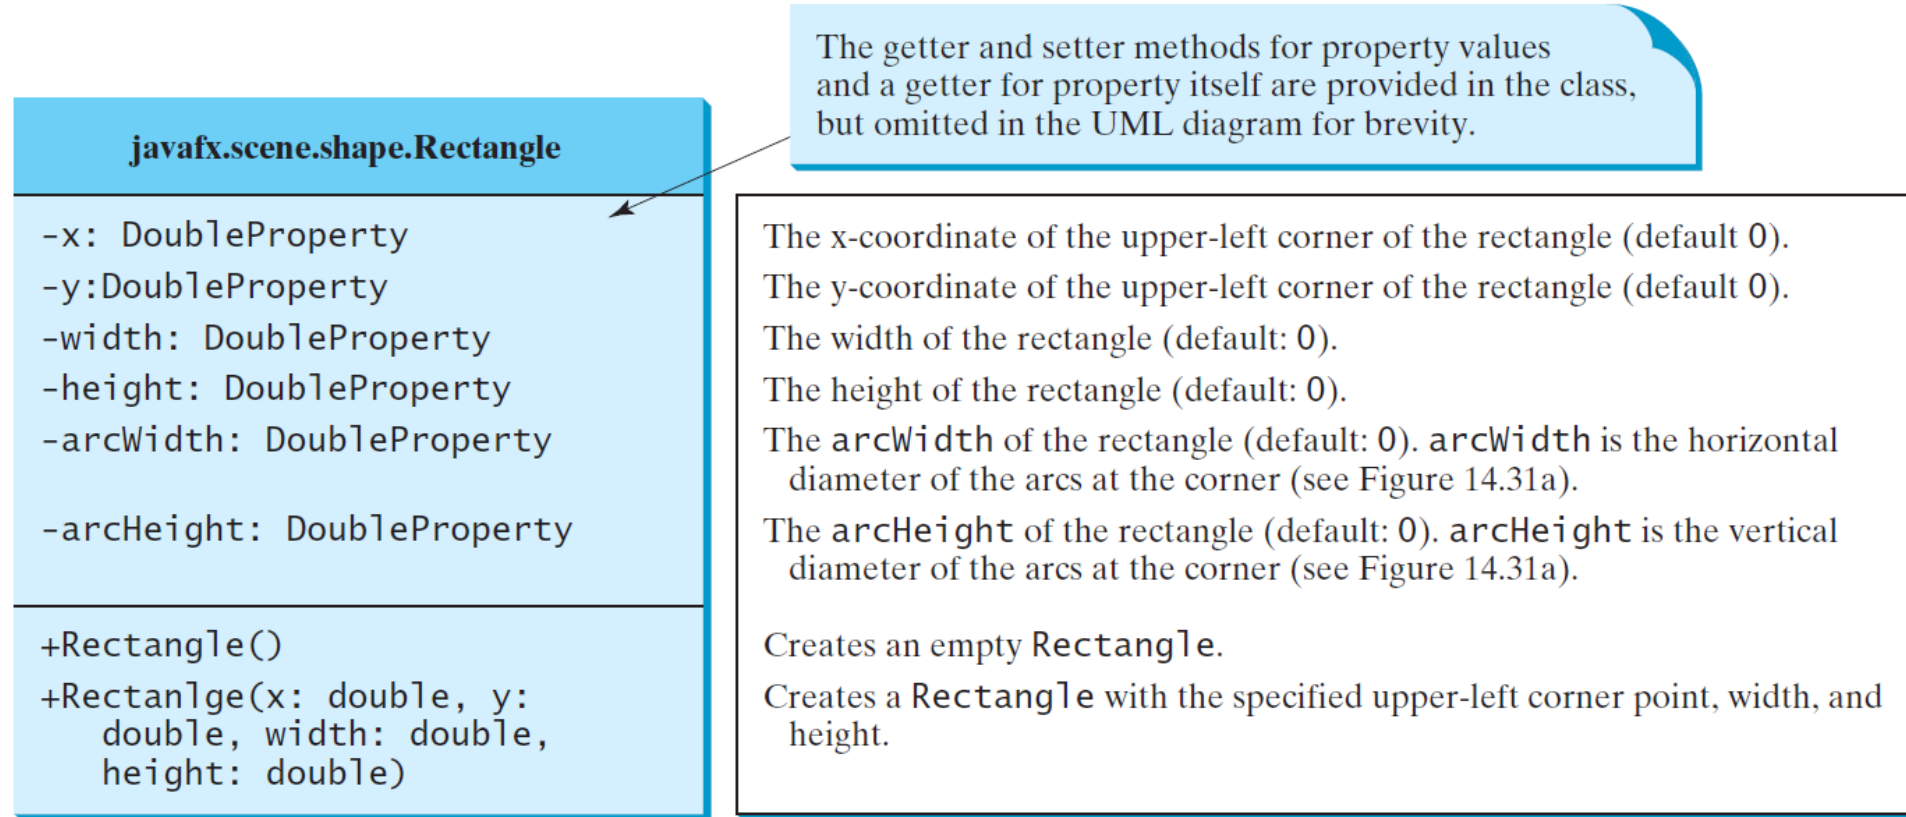 The getter and setter methods for property values
and a getter for property itself are provided in the class,
but omitted in the UML diagram for brevity.
javafx.scene.shape.Rectangle
-x: DoubleProperty
-y:DoubleProperty
-width: DoubleProperty
-height: DoubleProperty
-arcWidth: DoubleProperty
-arcHeight: DoubleProperty
+Rectangle()
+Rectanlge(x: double, y:
double, width: double,
height: double)
The x-coordinate of the upper-left corner of the rectangle (default 0).
The y-coordinate of the upper-left corner of the rectangle (default 0).
The width of the rectangle (default: 0).
The height of the rectangle (default: 0).
The arcWidth of the rectangle (default: 0). arcWidth is the horizontal
diameter of the arcs at the corner (see Figure 14.31a).
The arcHeight of the rectangle (default: 0). arcHeight is the vertical
diameter of the arcs at the corner (see Figure 14.31a).
Creates an empty Rectangle.
Creates a Rectangle with the specified upper-left corner point, width, and
height.